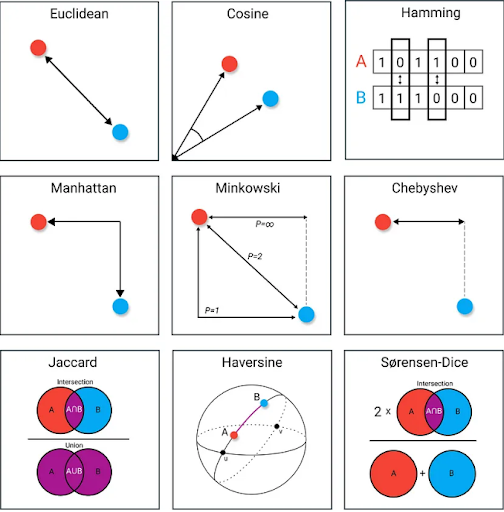 Euclidean
Cosine
Hamming
A 1 0 1 1 0 0
B 1 1 1 0 0 0
Manhattan
Minkowski
P=∞
P=2
P=1
Chebyshev
Jaccard
Intersection
A A∩B B
Union
A A∪B B
Haversine
B
A
v
u
Sørensen-Dice
Intersection
2 x A A∩B B
A + B